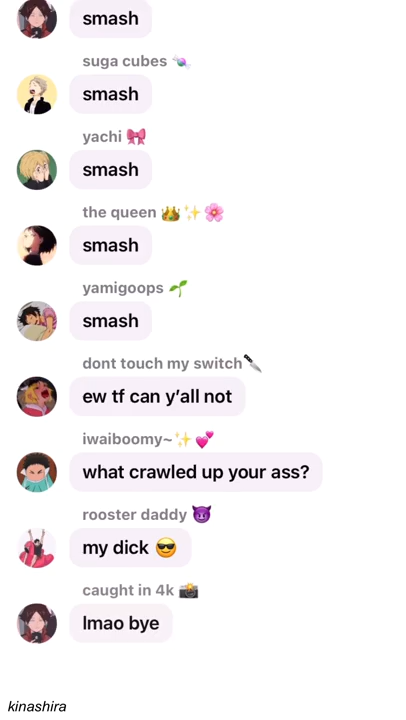 smash
suga cubes 🍬
smash
yachi 🎀
smash
the queen 👑✨🌸
smash
yamigoops 🌱
smash
dont touch my switch🔪
ew tf can y’all not
iwaiboomy~✨💕
what crawled up your ass?
rooster daddy 😈
my dick 😎
caught in 4k 📸
lmao bye
kinashira